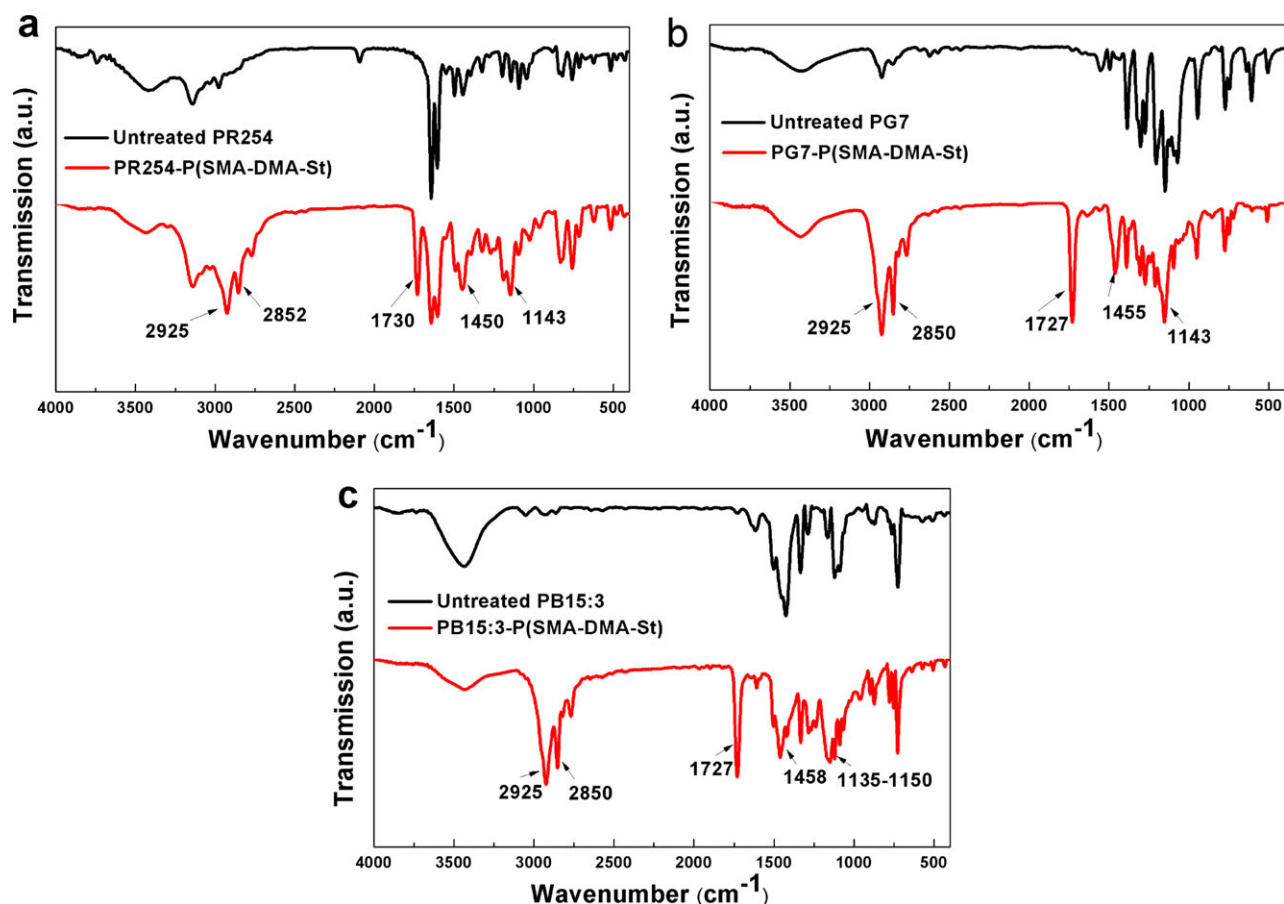 a
Transmission (a.u.)
Untreated PR254
PR254-P(SMA-DMA-St)
2925
2852
1730
1450
1143
4000 3500 3000 2500 2000 1500 1000 500
Wavenumber (cm-1)
b
Transmission (a.u.)
Untreated PG7
PG7-P(SMA-DMA-St)
2925
2850
1727
1455
1143
4000 3500 3000 2500 2000 1500 1000 500
Wavenumber (cm-1)
c
Transmission (a.u.)
Untreated PB15:3
PB15:3-P(SMA-DMA-St)
2925
2850
1727
1458
1135-1150
4000 3500 3000 2500 2000 1500 1000 500
Wavenumber (cm-1)